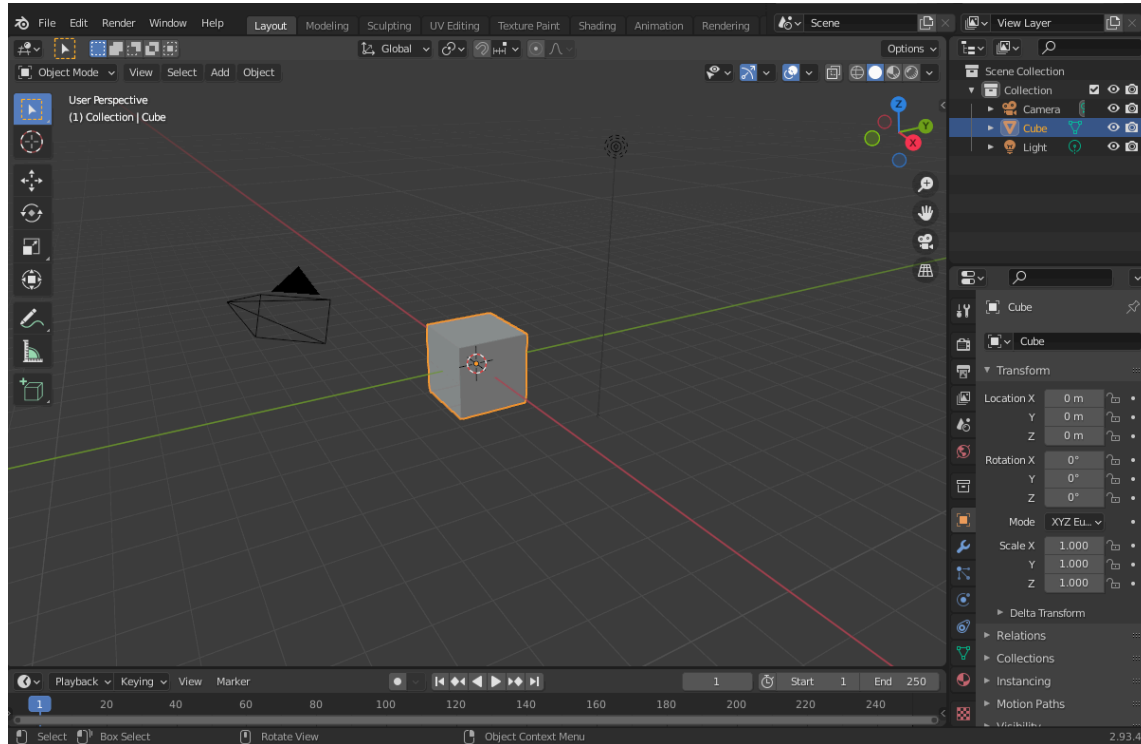 File Edit Render Window Help Layout Modeling Sculpting UV Editing Texture Paint Shading Animation Rendering Scene View Layer
Global Options
Object Mode View Select Add Object
User Perspective
(1) Collection | Cube
Z
Y
X
Scene Collection
Collection
Camera
Cube
Light
Cube
Cube
Transform
Location X 0 m
Y 0 m
Z 0 m
Rotation X 0°
Y 0°
Z 0°
Mode XYZ Eu...
Scale X 1.000
Y 1.000
Z 1.000
Delta Transform
Relations
Collections
Instancing
Motion Paths
Visibility
Playback Keying View Marker 1 Start 1 End 250
1 20 40 60 80 100 120 140 160 180 200 220 240
Select Box Select Rotate View Object Context Menu 2.93.4